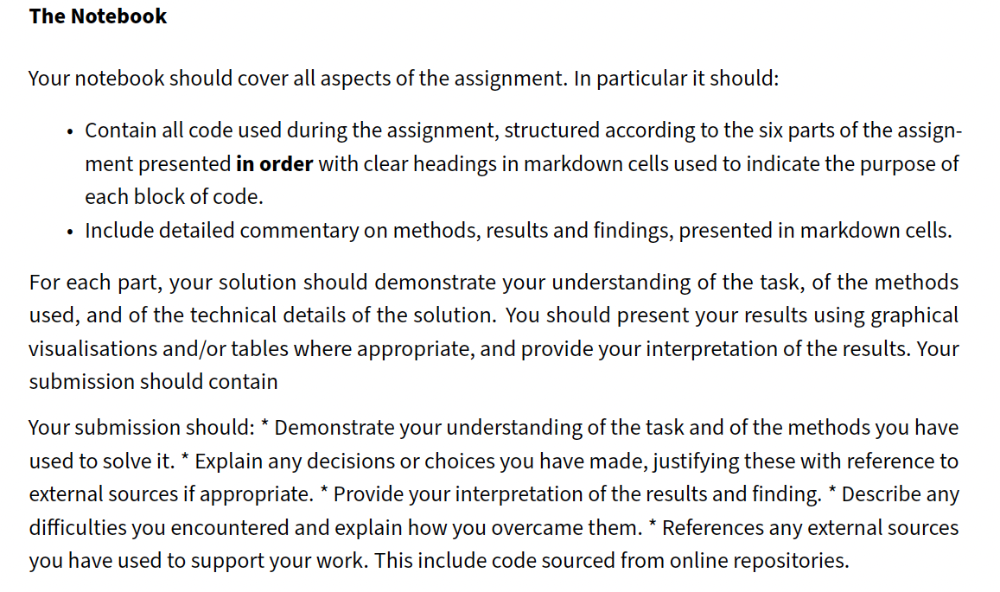 The Notebook
Your notebook should cover all aspects of the assignment. In particular it should:
• Contain all code used during the assignment, structured according to the six parts of the assign-
ment presented in order with clear headings in markdown cells used to indicate the purpose of
each block of code.
• Include detailed commentary on methods, results and findings, presented in markdown cells.
For each part, your solution should demonstrate your understanding of the task, of the methods
used, and of the technical details of the solution. You should present your results using graphical
visualisations and/or tables where appropriate, and provide your interpretation of the results. Your
submission should contain
Your submission should: * Demonstrate your understanding of the task and of the methods you have
used to solve it. * Explain any decisions or choices you have made, justifying these with reference to
external sources if appropriate. * Provide your interpretation of the results and finding. * Describe any
difficulties you encountered and explain how you overcame them. * References any external sources
you have used to support your work. This include code sourced from online repositories.